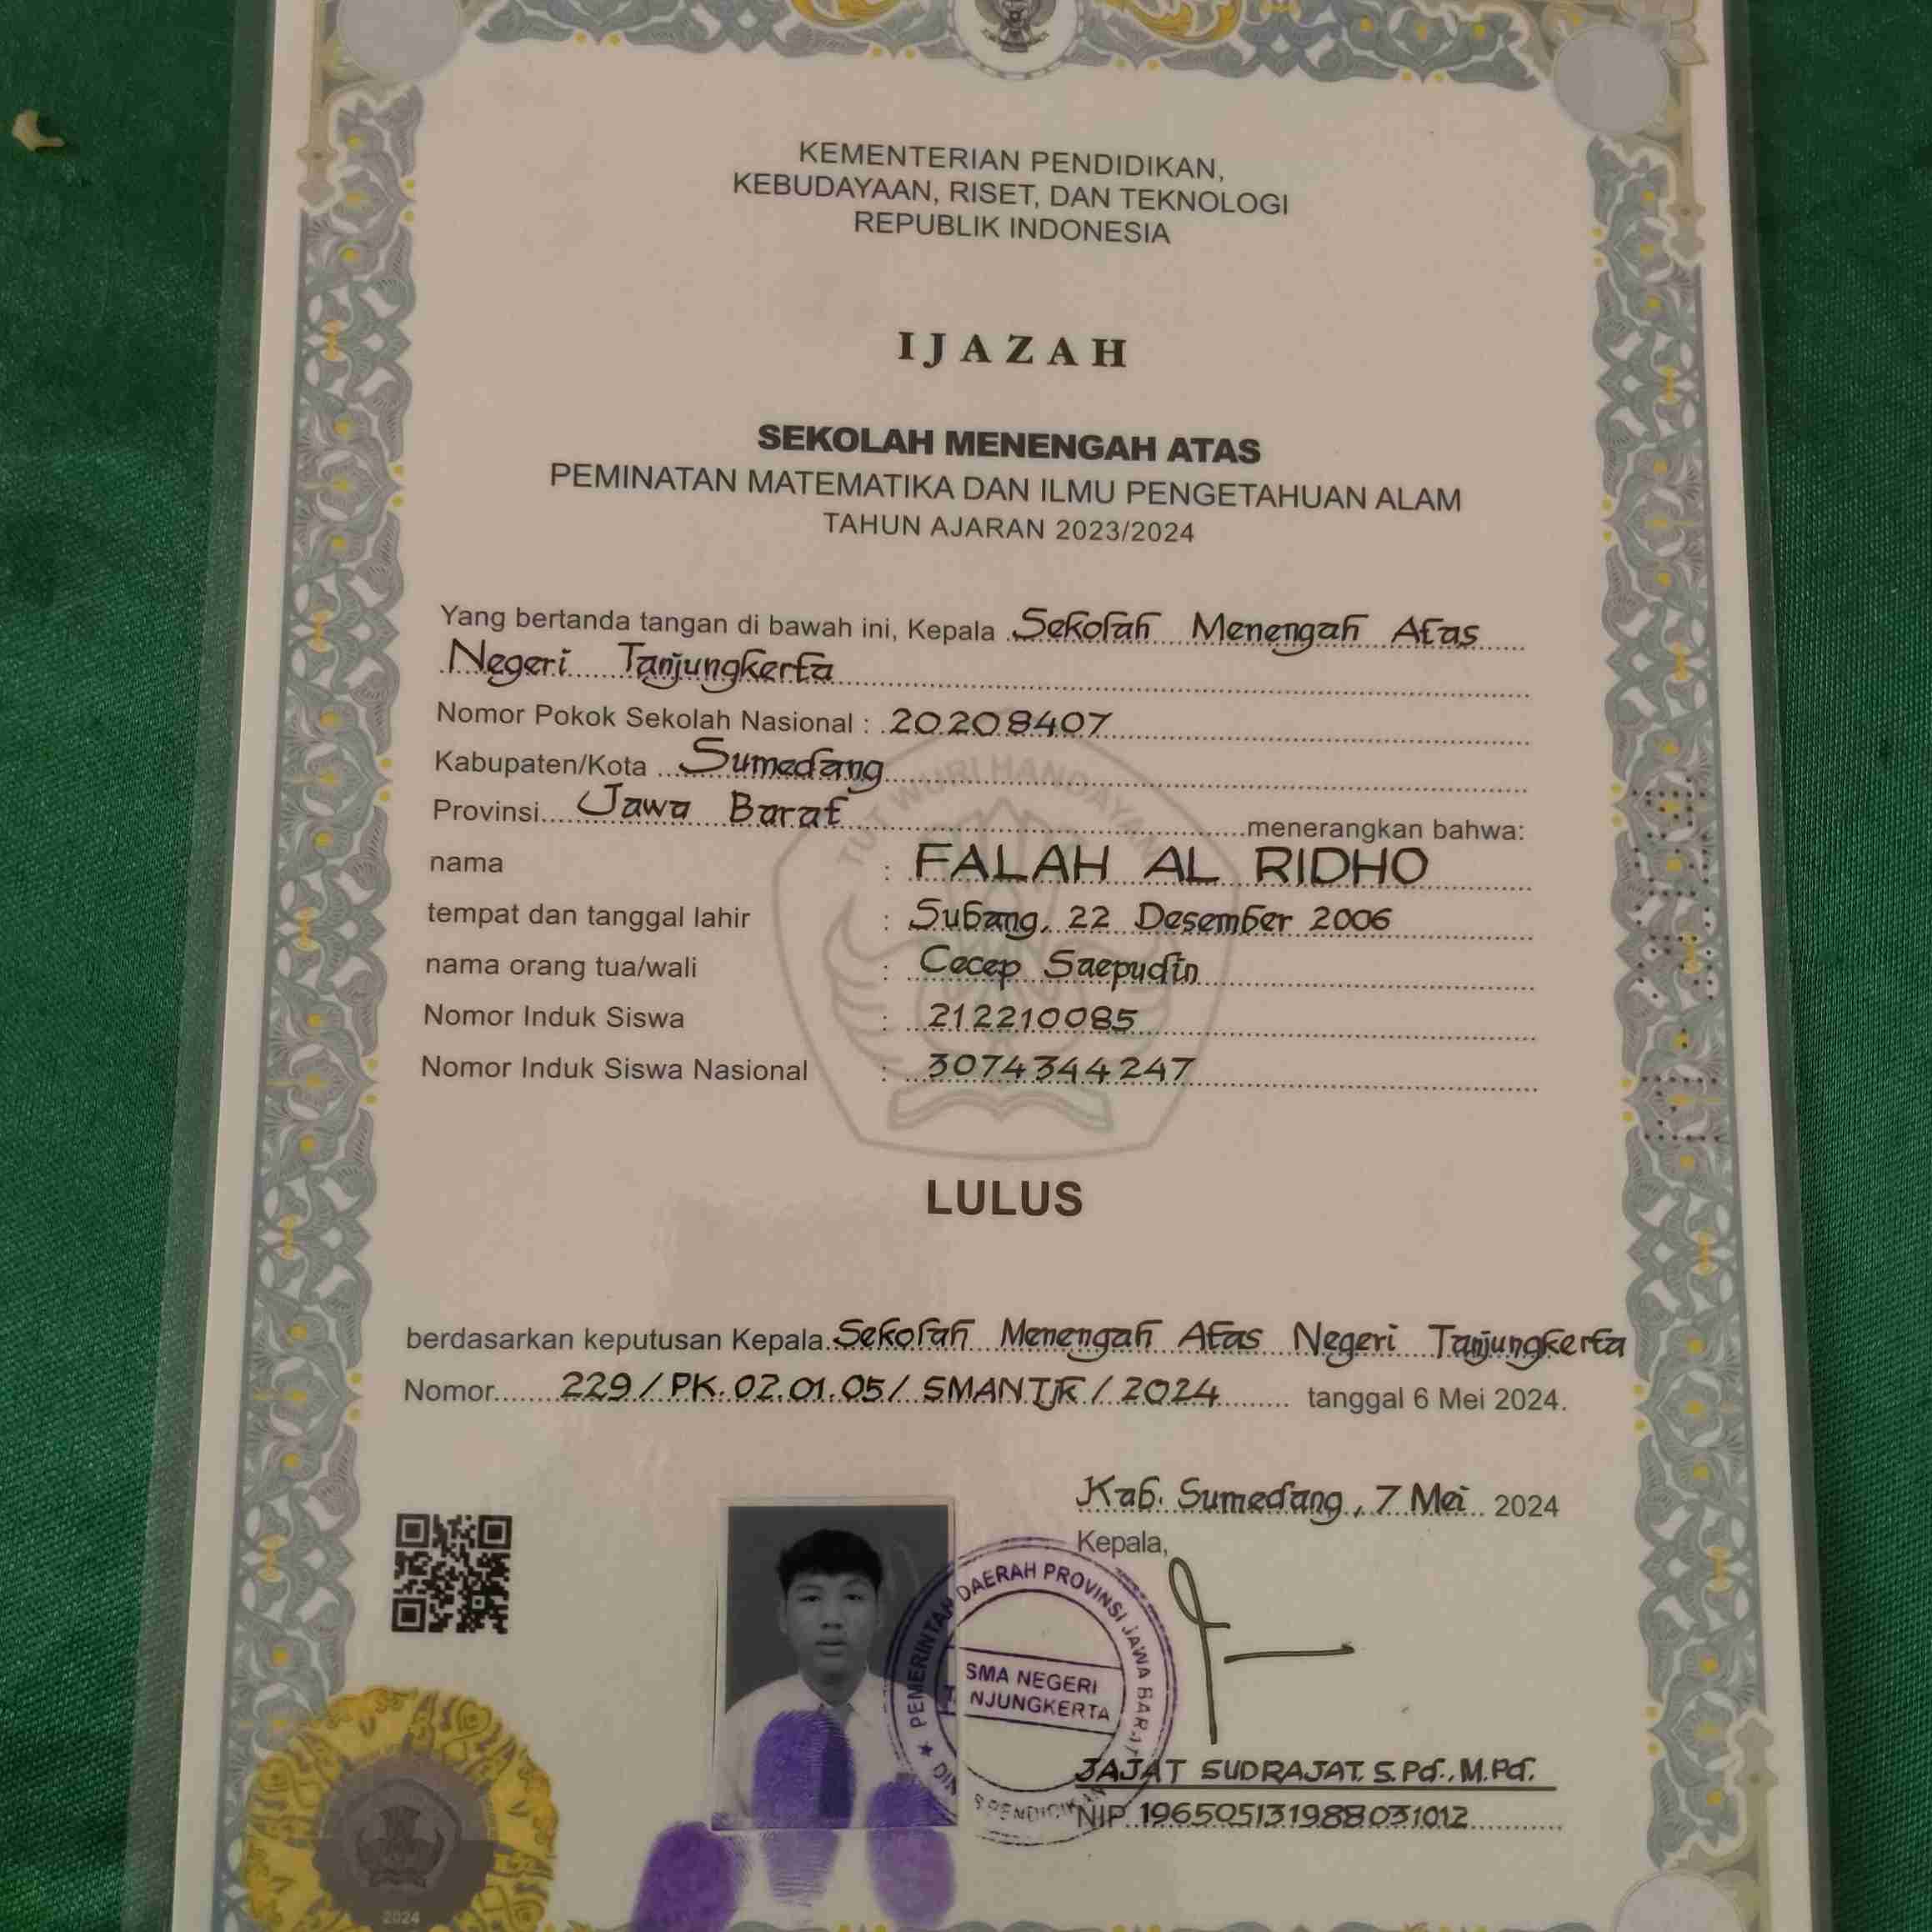 KEMENTERIAN PENDIDIKAN,
KEBUDAYAAN, RISET, DAN TEKNOLOGI
REPUBLIK INDONESIA
IJAZAH
SEKOLAH MENENGAH ATAS
PEMINATAN MATEMATIKA DAN ILMU PENGETAHUAN ALAM
TAHUN AJARAN 2023/2024
Yang bertanda tangan di bawah ini, Kepala Sekolah Menengah Atas
Negeri Tanjungkerta
Nomor Pokok Sekolah Nasional : 20208407
Kabupaten/Kota Sumedang
Provinsi Jawa Barat menerangkan bahwa:
nama : FALAH AL RIDHO
tempat dan tanggal lahir : Subang, 22 Desember 2006
nama orang tua/wali : Cecep Saepudin
Nomor Induk Siswa : 212210085
Nomor Induk Siswa Nasional : 3074344247
TUT WURI HANDAYANI
LULUS
berdasarkan keputusan Kepala Sekolah Menengah Atas Negeri Tanjungkerta
Nomor 229/PK.02.01.05/SMANTJK/2024 tanggal 6 Mei 2024.
Kab. Sumedang, 7 Mei 2024
Kepala,
PEMERINTAH DAERAH PROVINSI JAWA BARAT
SMA NEGERI
NJUNGKERTA
PENDIDIKAN
JAJAT SUDRAJAT. S.Pd., M.Pd.
NIP 196505131988031012
2024